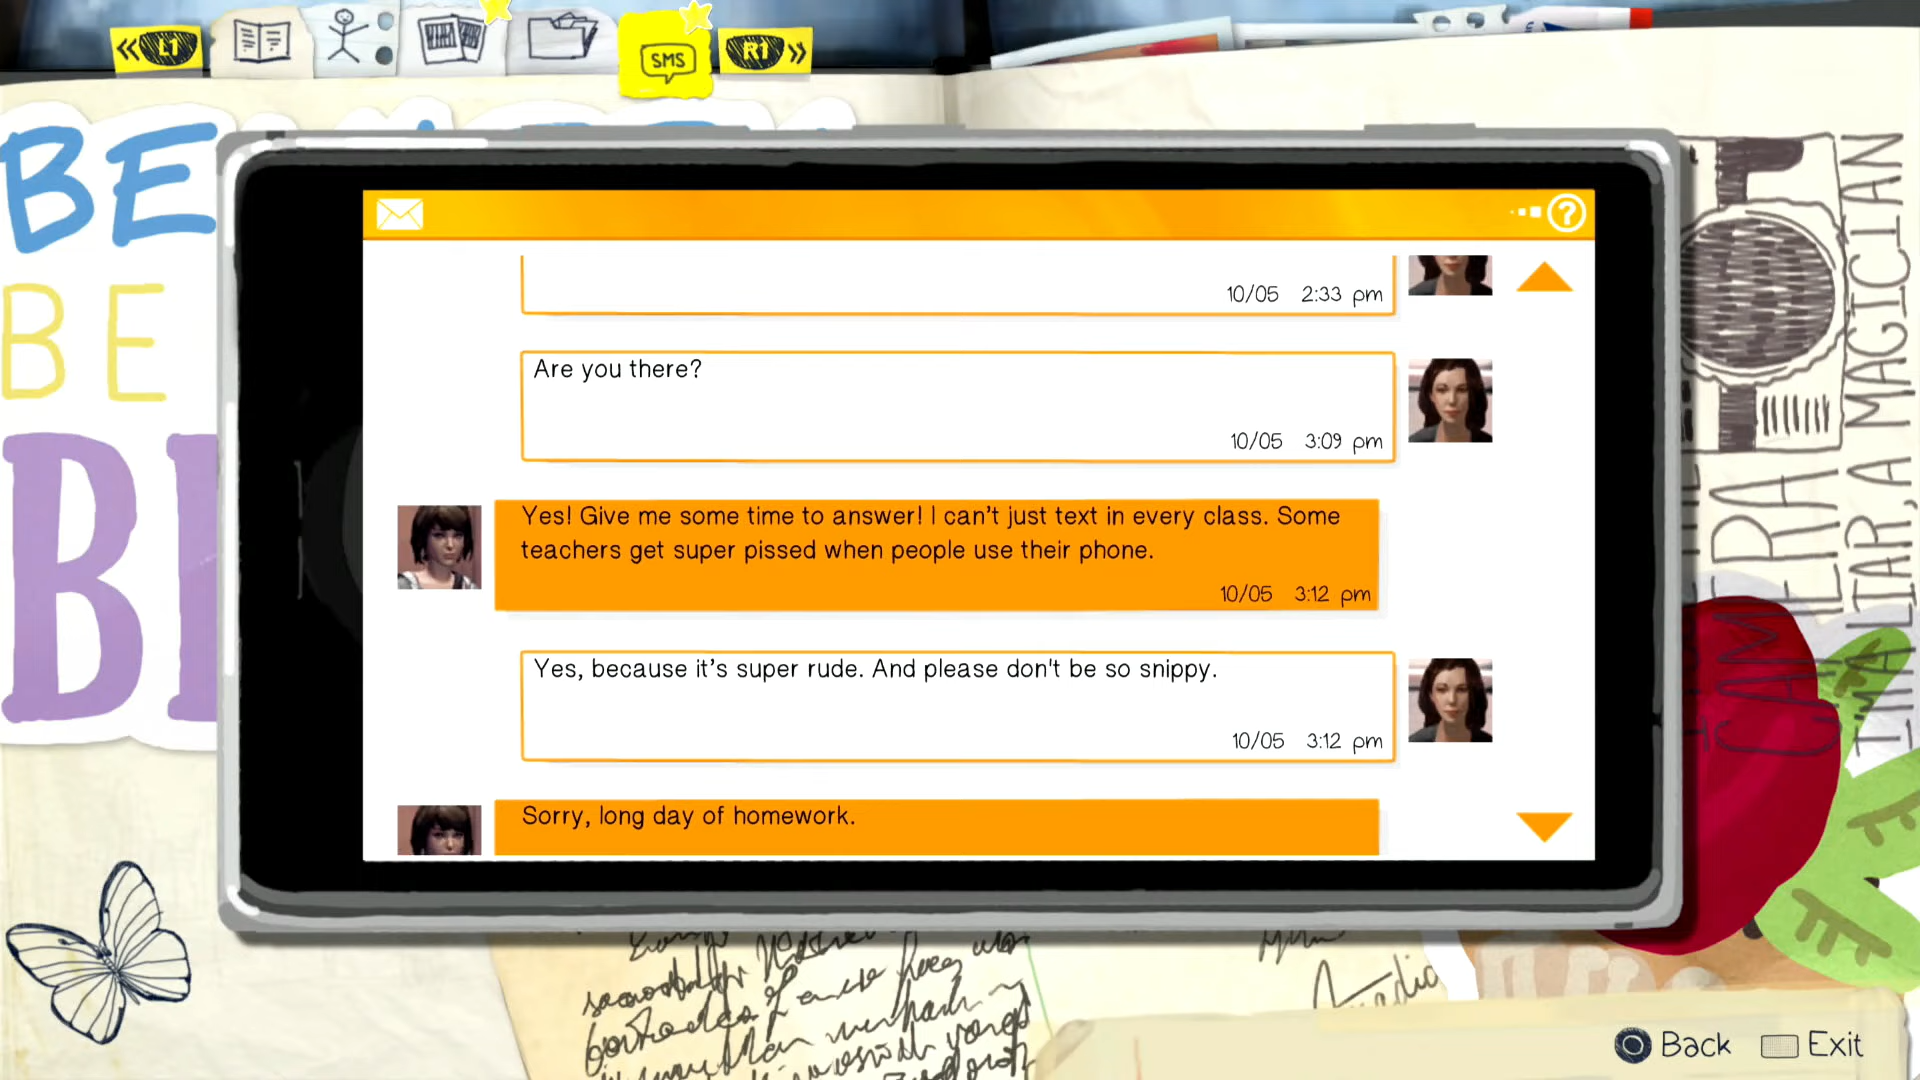 L1
SMS
R1
10/05 2:33 pm
Are you there?
10/05 3:09 pm
Yes! Give me some time to answer! I can't just text in every class. Some
teachers get super pissed when people use their phone.
10/05 3:12 pm
Yes, because it's super rude. And please don't be so snippy.
10/05 3:12 pm
Sorry, long day of homework.
BE
BE
CAMERA
I'M A LIAR, A MAGICIAN
Back Exit